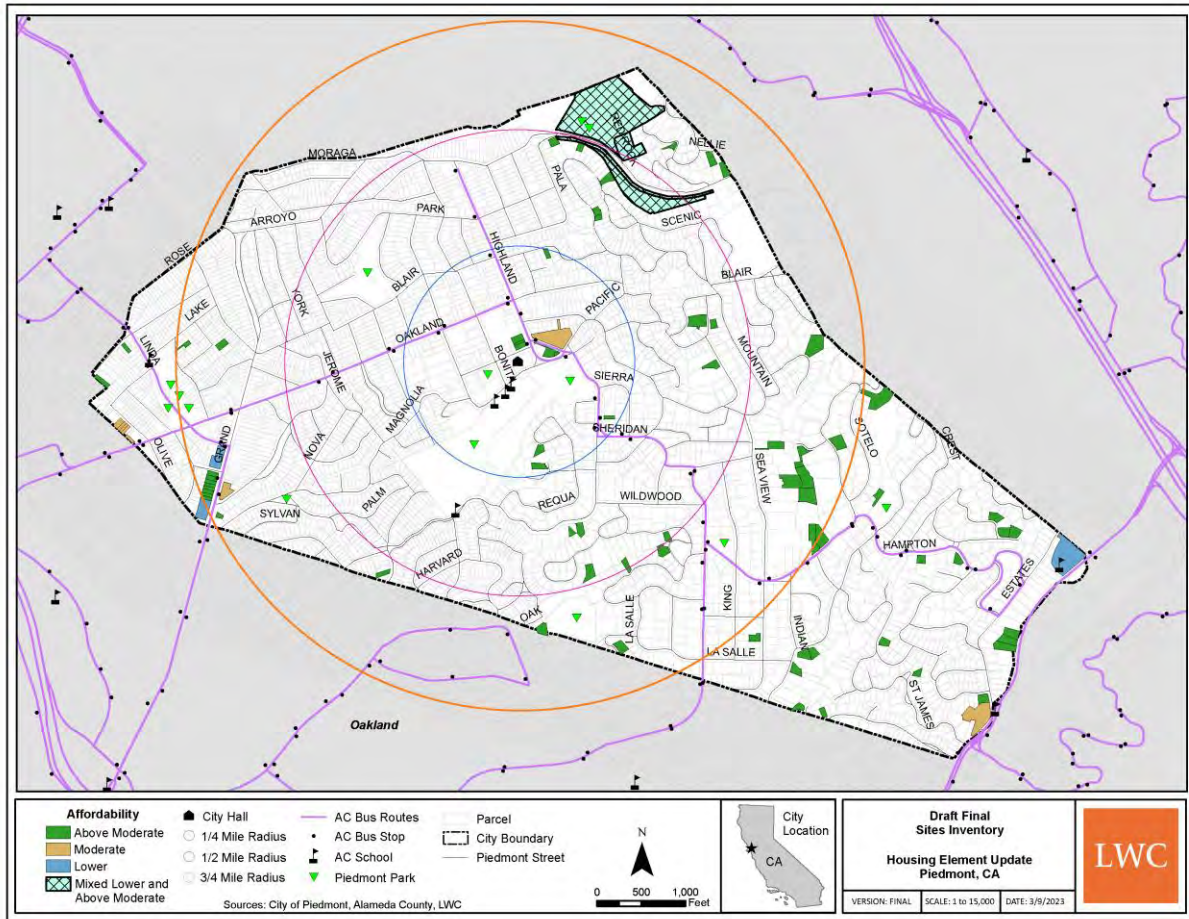 MORAGA
NELLIE
PALA
SCENIC
PARK
ARROYO
HIGHLAND
ROSE
BLAIR
BLAIR
PACIFIC
YORK
LAKE
OAKLAND
LINDA
JEROME
BONITA
MOUNTAIN
SIERRA
MAGNOLIA
SHERIDAN
SOTELO
CREST
OLIVE
GRAND
NOVA
SEA VIEW
WILDWOOD
REQUA
PALM
SYLVAN
HARVARD
HAMPTON
ESTATES
OAK
LA SALLE
KING
INDIAN
LA SALLE
ST JAMES
Oakland
Affordability
Above Moderate
Moderate
Lower
Mixed Lower and
Above Moderate
City Hall
1/4 Mile Radius
1/2 Mile Radius
3/4 Mile Radius
AC Bus Routes
AC Bus Stop
AC School
Piedmont Park
Parcel
City Boundary
Piedmont Street
Sources: City of Piedmont, Alameda County, LWC
N
0 500 1,000
Feet
City
Location
CA
Draft Final
Sites Inventory
Housing Element Update
Piedmont, CA
VERSION: FINAL
SCALE: 1 to 15,000
DATE: 3/9/2023
LWC